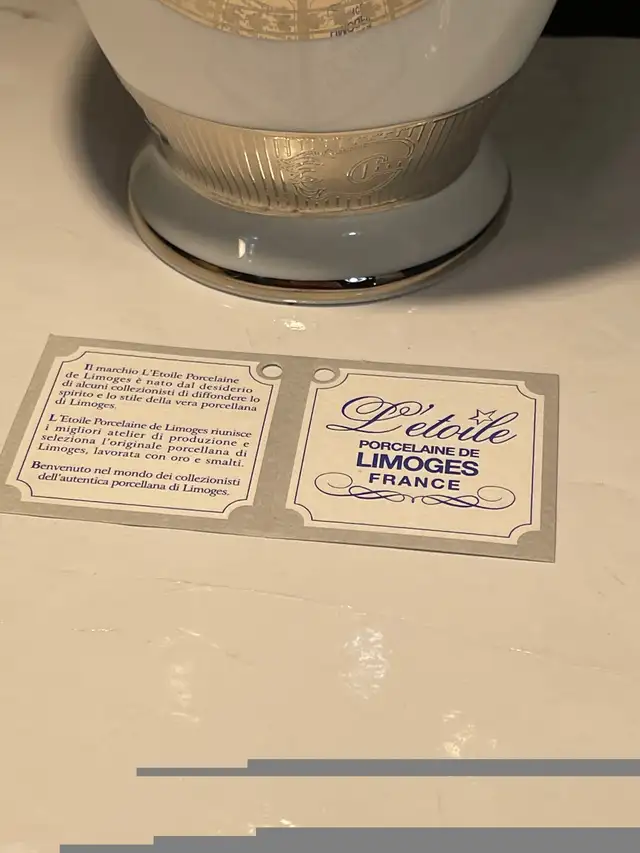 Il marchio L'Etoile Porcelaine
de Limoges è nato dal desiderio
di alcuni collezionisti di diffondere lo
spirito e lo stile della vera porcellana
di Limoges.
L'Etoile Porcelaine de Limoges riunisce
i migliori atelier di produzione e
seleziona l'originale porcellana di
Limoges, lavorata con oro e smalti.
Benvenuto nel mondo dei collezionisti
dell'autentica porcellana di Limoges.
L'etoile
PORCELAINE DE
LIMOGES
FRANCE